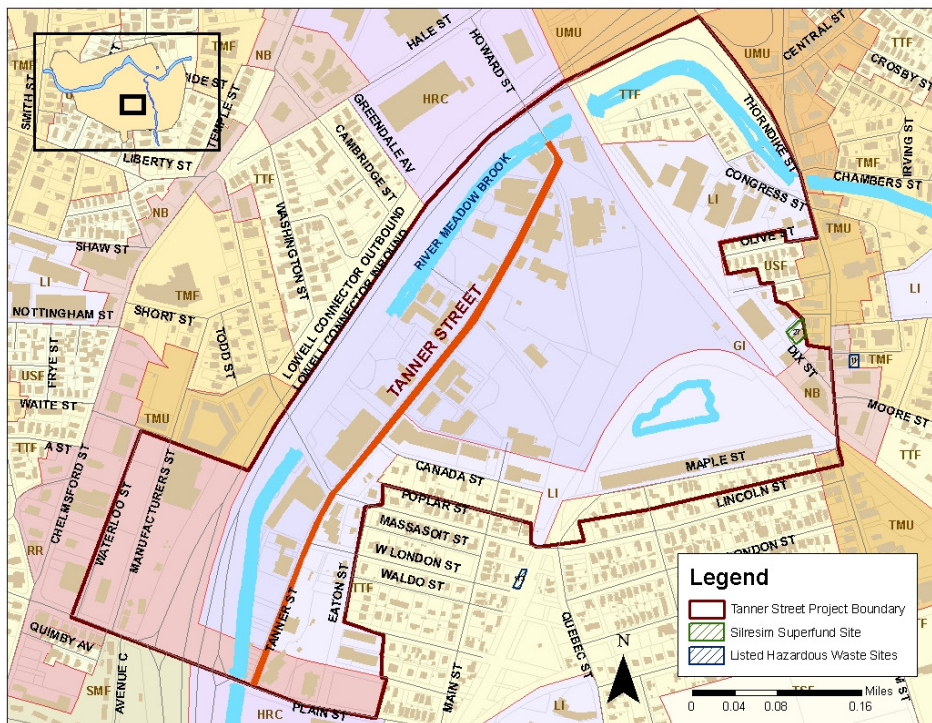 HALE ST
HOWARD ST
UMU
UMU
CENTRAL ST
TTF
CROSBY ST
TMF
NB
SMITH ST
TEMPLE ST
LIBERTY ST
HRC
GREENDALE AV
CAMBRIDGE ST
TTF
THORNDIKE ST
TMF
IRVING ST
CHAMBERS ST
CONGRESS ST
LI
TTF
NB
WASHINGTON ST
RIVER MEADOW BROOK
SHAW ST
OLIVE ST
TMU
USF
LI
LI
TMF
NOTTINGHAM ST
SHORT ST
TODD ST
LOWELL CONNECTOR OUTBOUND
LOWELL CONNECTOR INBOUND
TANNER STREET
GI
DIX ST
TMF
FRYE ST
USF
WAITE ST
NB
MOORE ST
TMU
A ST
TTF
TTF
CHELMSFORD ST
WATERLOO ST
MANUFACTURERS ST
CANADA ST
LI
MAPLE ST
POPLAR ST
LINCOLN ST
TMU
MASSASOIT ST
W LONDON ST
LONDON ST
WALDO ST
RR
EATON ST
TTF
TANNER ST
QUIMBY AV
AVENUE C
SMF
MAIN ST
QUEBEC ST
PLAIN ST
HRC
N
Legend
Tanner Street Project Boundary
Silresim Superfund Site
Listed Hazardous Waste Sites
0 0.04 0.08 0.16 Miles